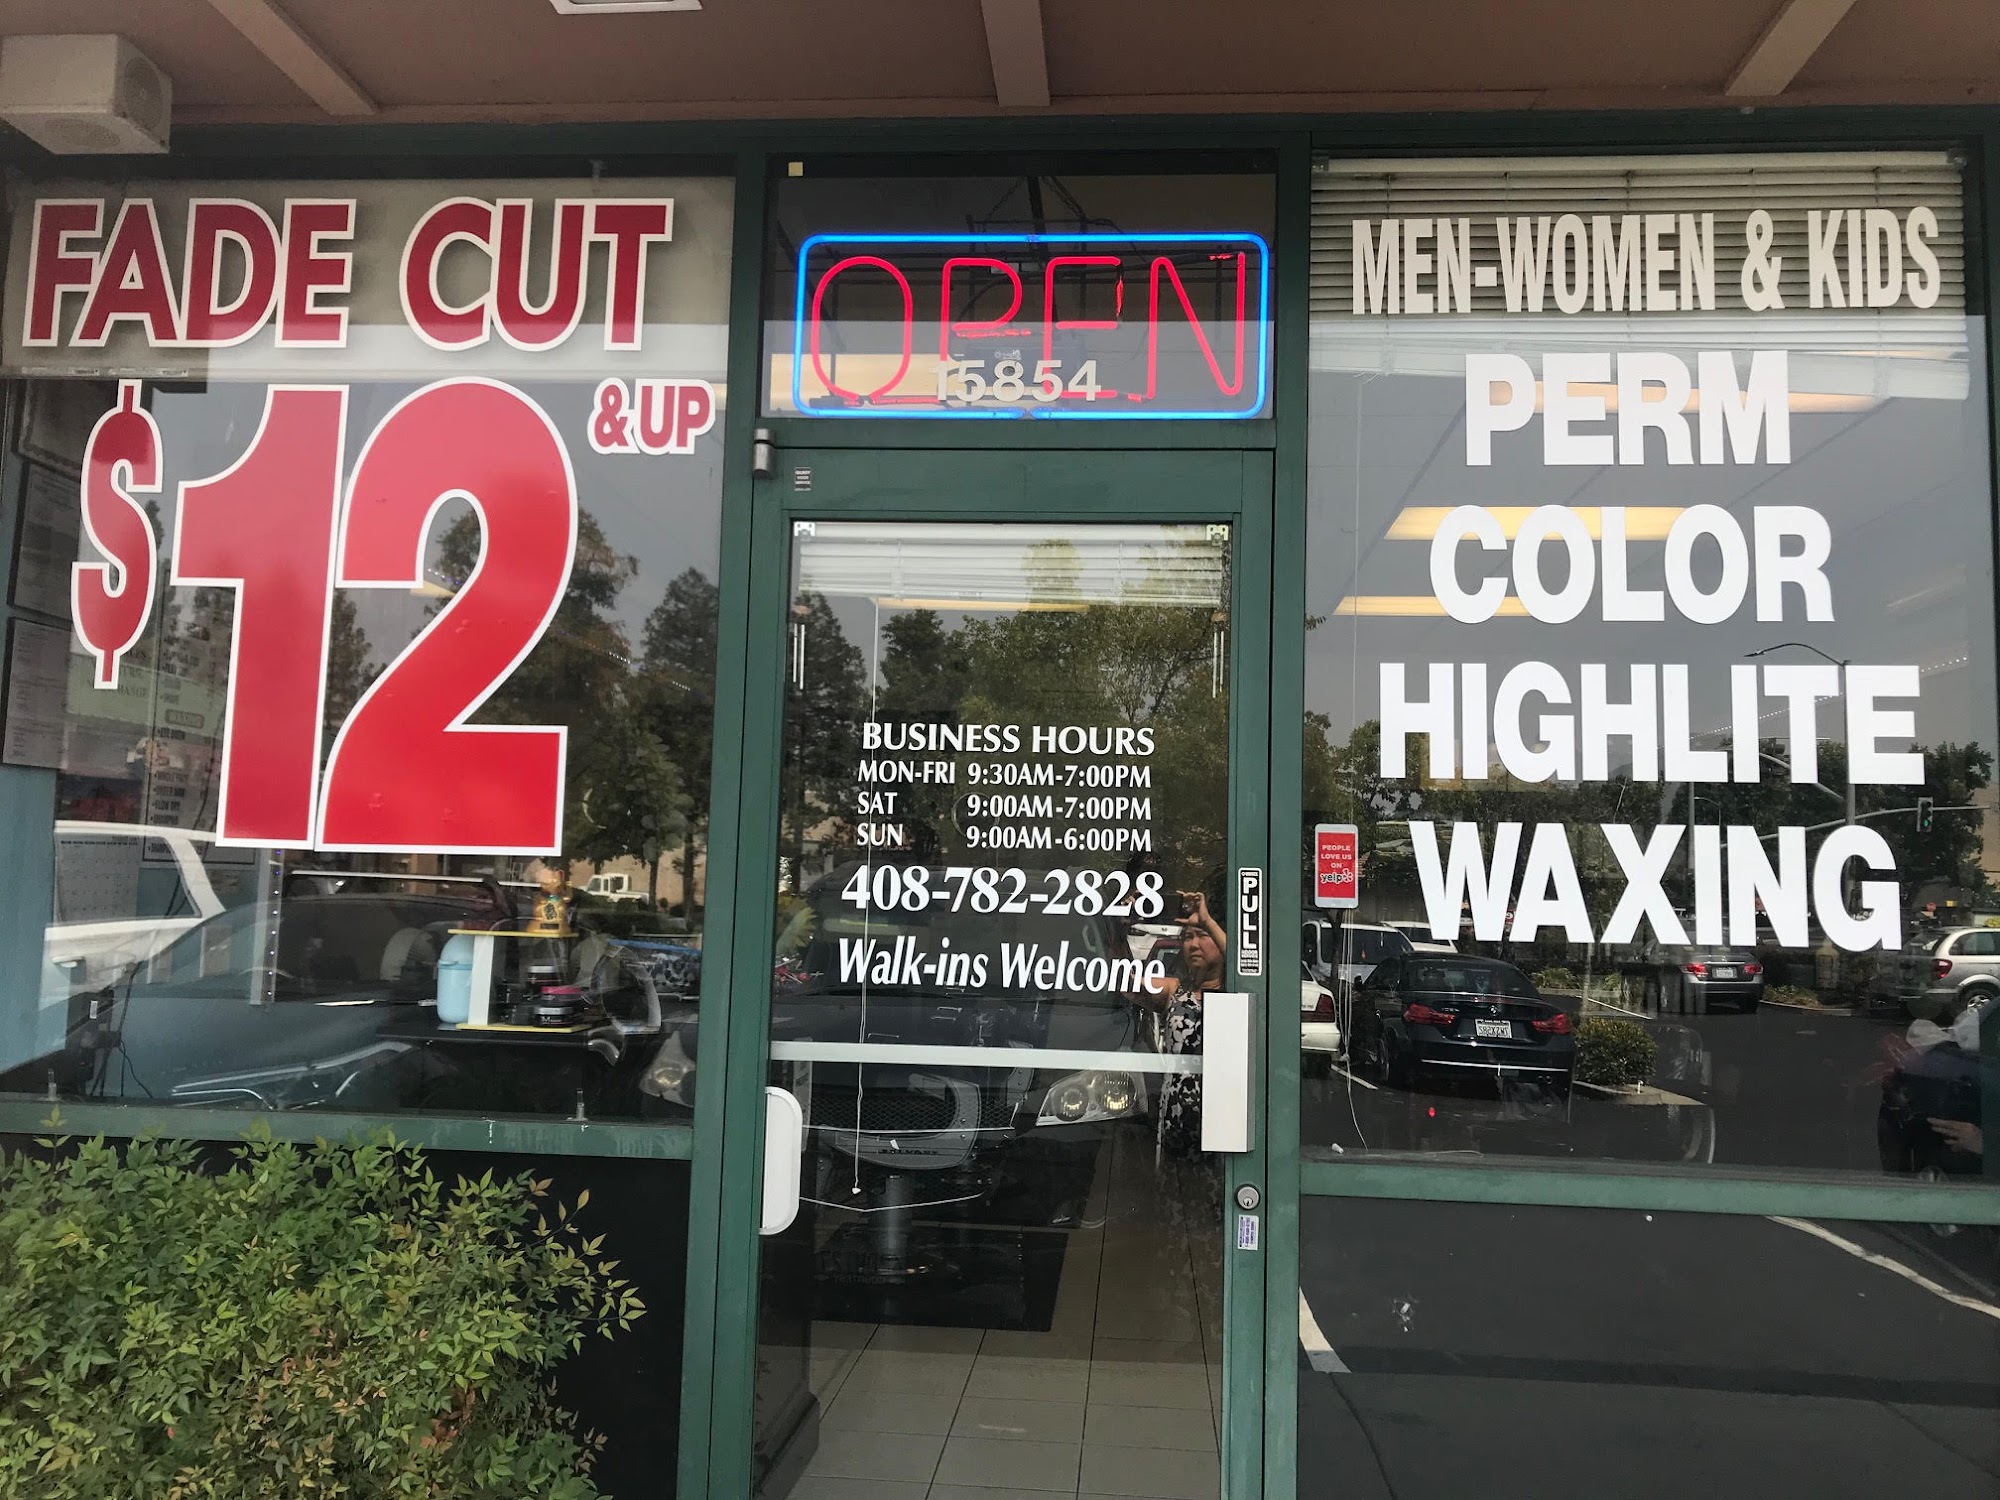 FADE CUT
$12 & UP
OPEN
15854
BUSINESS HOURS
MON-FRI 9:30AM-7:00PM
SAT 9:00AM-7:00PM
SUN 9:00AM-6:00PM
408-782-2828
Walk-ins Welcome
PULL
MEN-WOMEN & KIDS
PERM
COLOR
HIGHLITE
WAXING
PEOPLE
LOVE US
ON
yelp